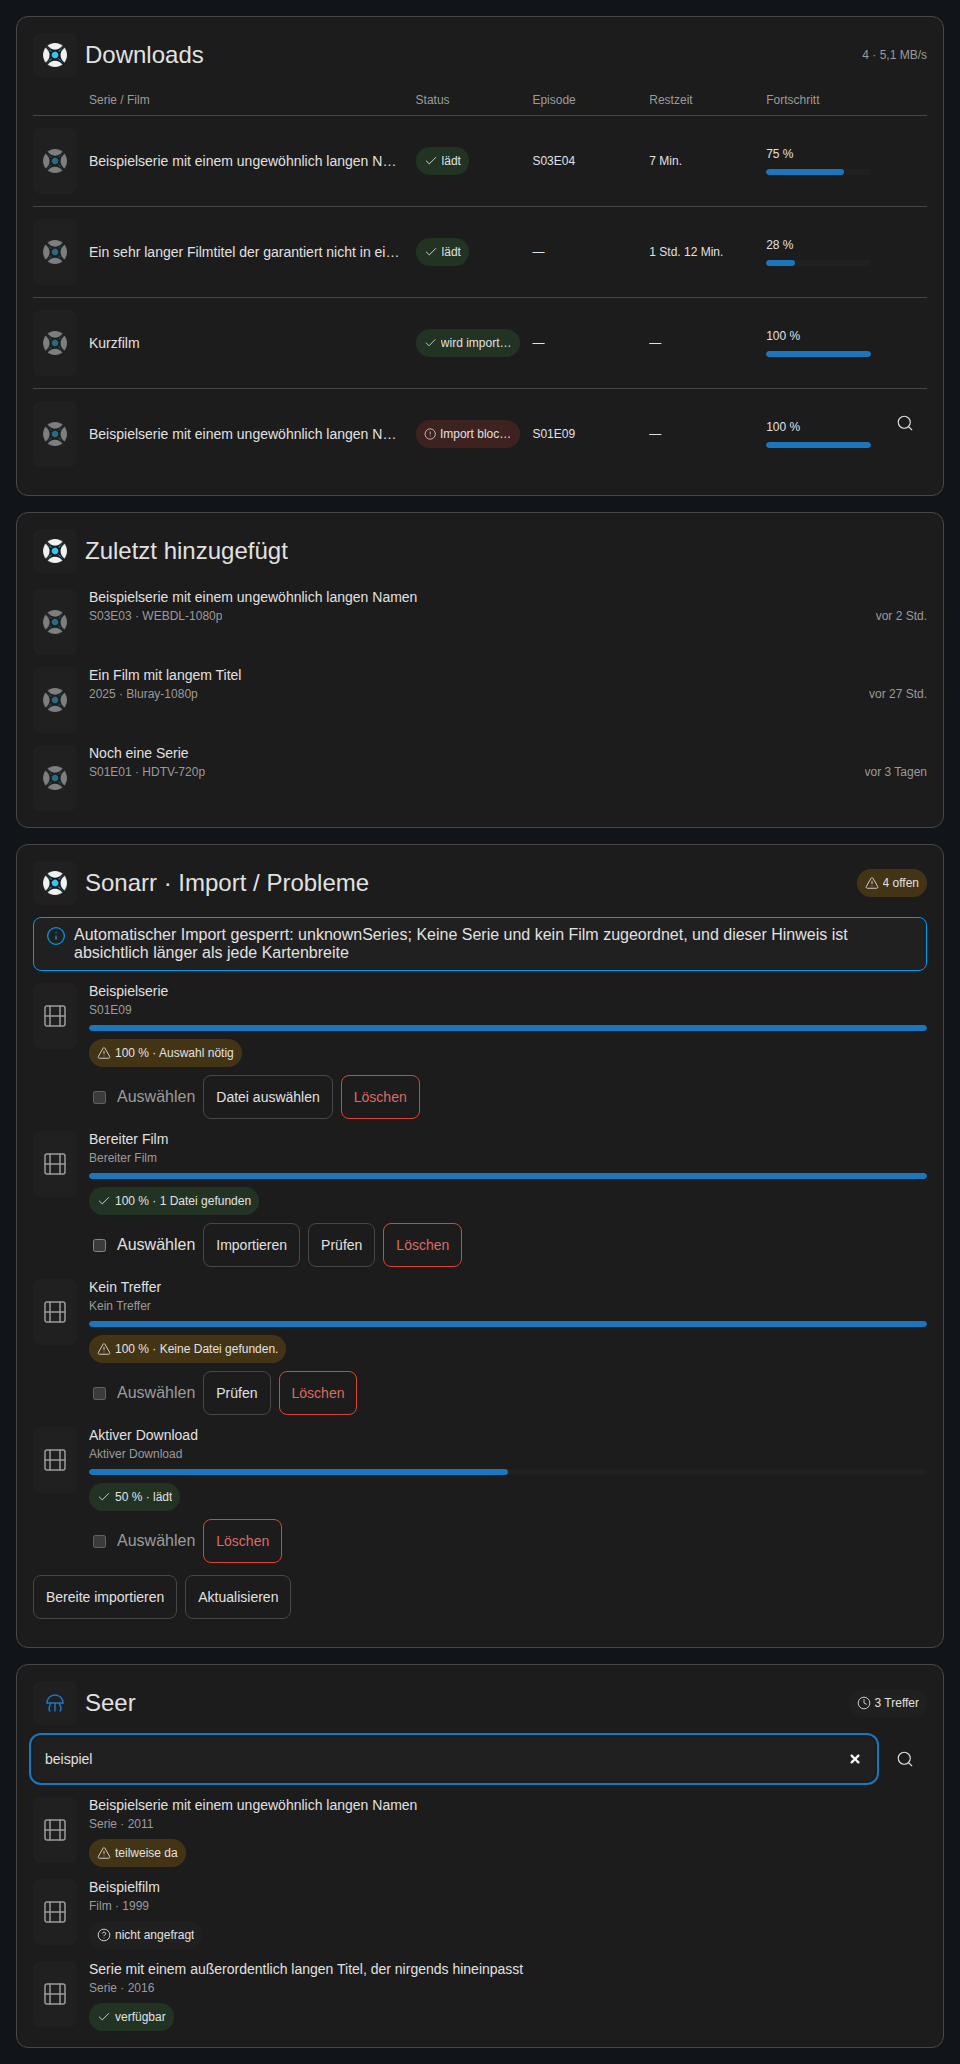 Downloads
4 · 5,1 MB/s
Serie / Film Status Episode Restzeit Fortschritt
Beispielserie mit einem ungewöhnlich langen N… lädt S03E04 7 Min. 75 %
Ein sehr langer Filmtitel der garantiert nicht in ei… lädt — 1 Std. 12 Min. 28 %
Kurzfilm wird import… — — 100 %
Beispielserie mit einem ungewöhnlich langen N… Import bloc… S01E09 — 100 %
Zuletzt hinzugefügt
Beispielserie mit einem ungewöhnlich langen Namen
S03E03 · WEBDL-1080p vor 2 Std.
Ein Film mit langem Titel
2025 · Bluray-1080p vor 27 Std.
Noch eine Serie
S01E01 · HDTV-720p vor 3 Tagen
Sonarr · Import / Probleme 4 offen
Automatischer Import gesperrt: unknownSeries; Keine Serie und kein Film zugeordnet, und dieser Hinweis ist
absichtlich länger als jede Kartenbreite
Beispielserie
S01E09
100 % · Auswahl nötig
Auswählen Datei auswählen Löschen
Bereiter Film
Bereiter Film
100 % · 1 Datei gefunden
Auswählen Importieren Prüfen Löschen
Kein Treffer
Kein Treffer
100 % · Keine Datei gefunden.
Auswählen Prüfen Löschen
Aktiver Download
Aktiver Download
50 % · lädt
Auswählen Löschen
Bereite importieren Aktualisieren
Seer 3 Treffer
beispiel
Beispielserie mit einem ungewöhnlich langen Namen
Serie · 2011
teilweise da
Beispielfilm
Film · 1999
nicht angefragt
Serie mit einem außerordentlich langen Titel, der nirgends hineinpasst
Serie · 2016
verfügbar